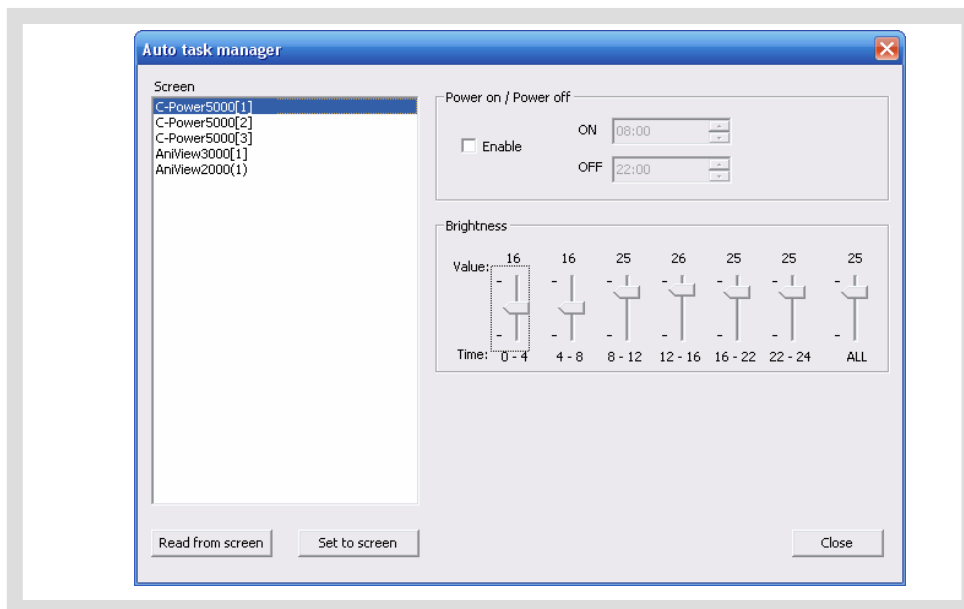 Auto task manager
Screen
C-Power5000[1]
C-Power5000[2]
C-Power5000[3]
AniView3000[1]
AniView2000(1)
Power on / Power off
Enable
ON 08:00
OFF 22:00
Brightness
Value: 16 16 25 26 25 25 25
Time: 0 - 4 4 - 8 8 - 12 12 - 16 16 - 22 22 - 24 ALL
Read from screen Set to screen Close